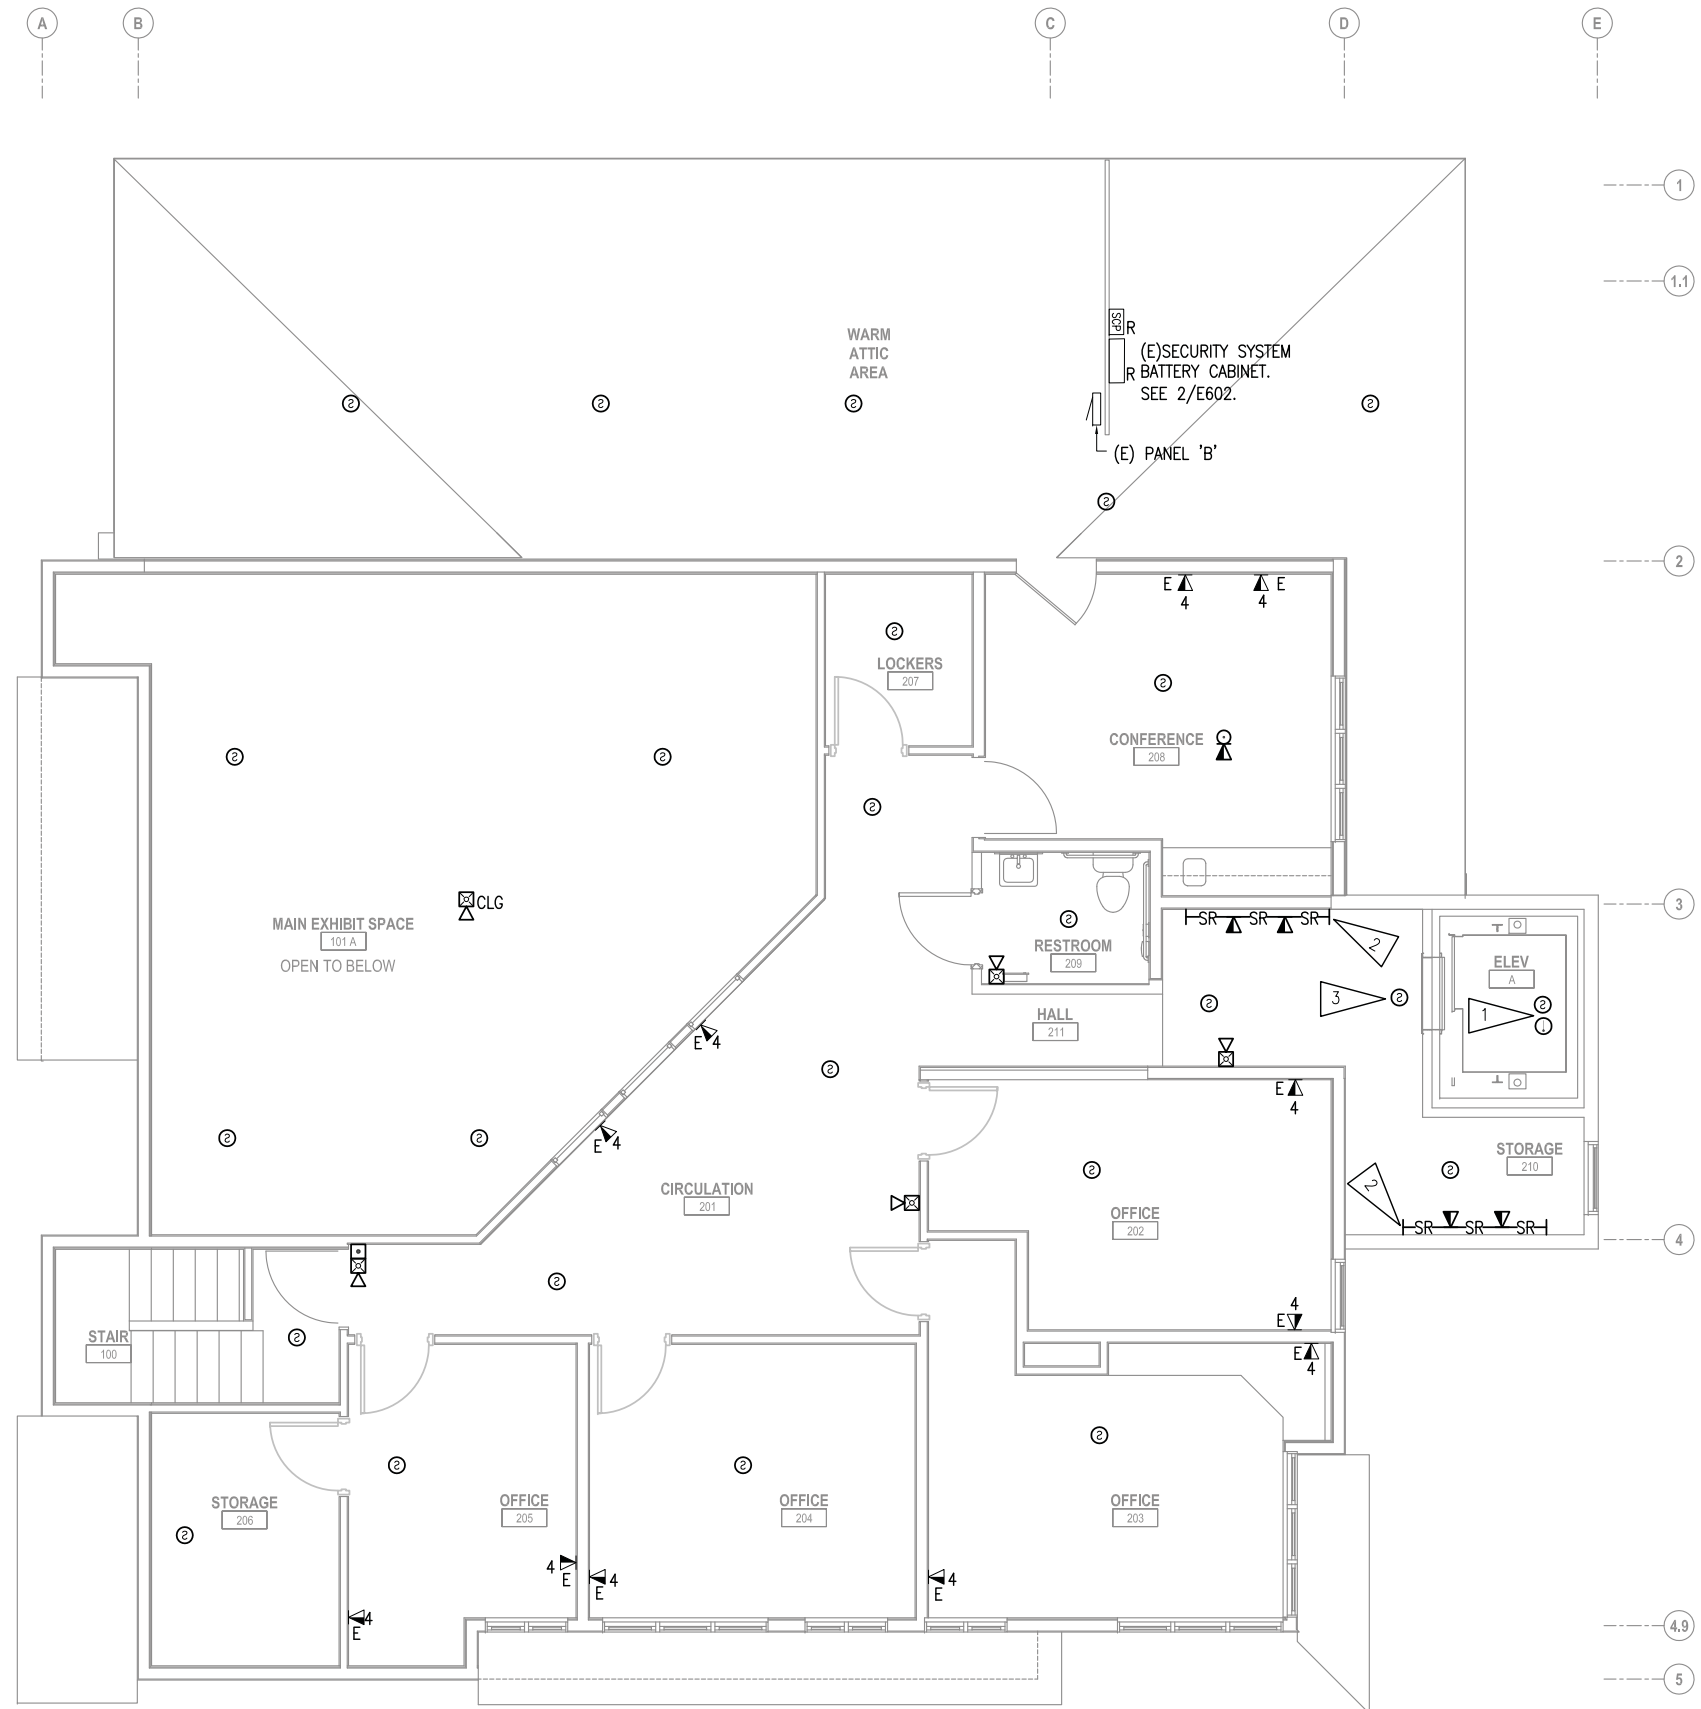 A
B
C
D
E
1
1.1
WARM
ATTIC
AREA
SCP
R
(E)SECURITY SYSTEM
R BATTERY CABINET.
SEE 2/E602.
S
S
S
S
(E) PANEL 'B'
S
2
E
4
4
E
S
LOCKERS
207
S
CONFERENCE
208
S
S
S
CLG
3
MAIN EXHIBIT SPACE
101 A
OPEN TO BELOW
S
RESTROOM
209
SR
SR
SR
2
ELEV
A
S
3
S
1
S
HALL
211
E
4
S
E
4
E
4
S
S
S
STORAGE
210
S
2
CIRCULATION
201
OFFICE
202
SR
SR
SR
4
S
4
E
STAIR
100
S
E
4
S
S
S
STORAGE
206
OFFICE
205
OFFICE
204
OFFICE
203
S
4
E
E
4
4
E
4
E
4.9
5